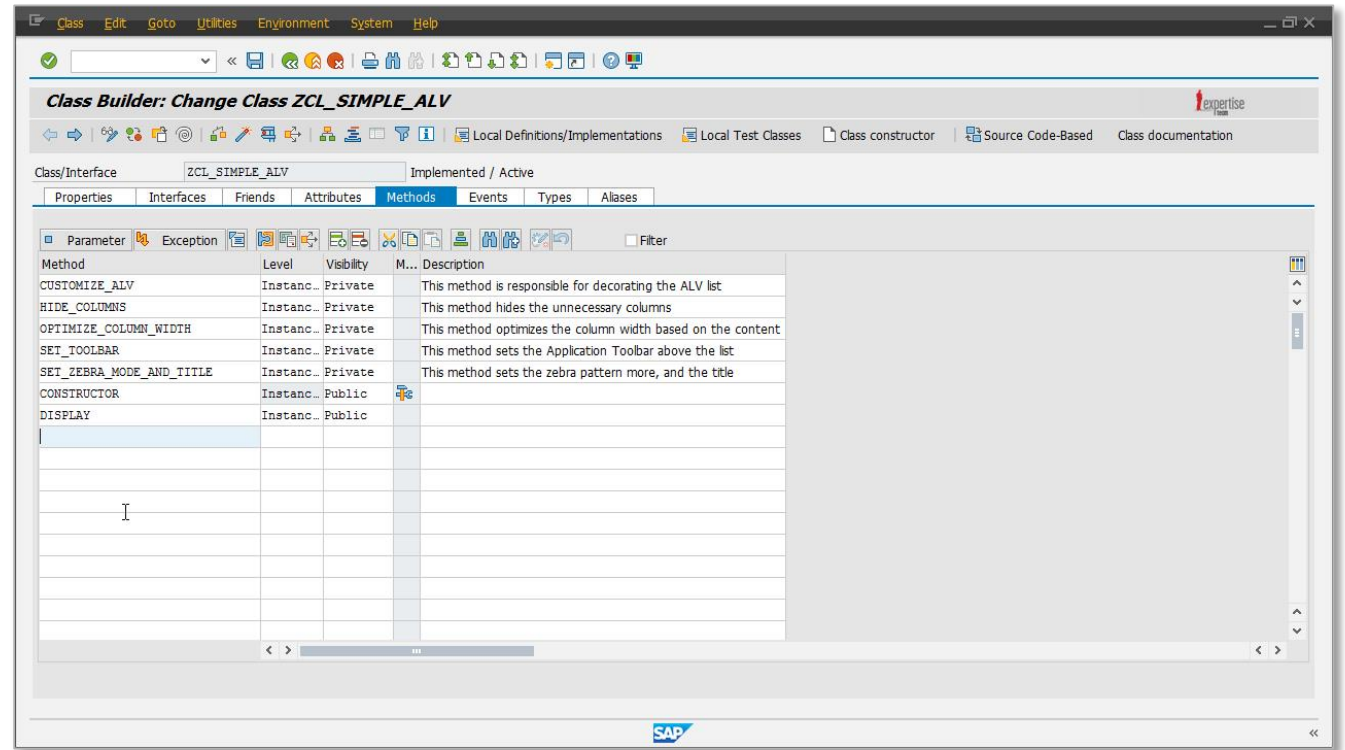 Class Edit Goto Utilities Environment System Help
Class Builder: Change Class ZCL_SIMPLE_ALV
expertise
Local Definitions/Implementations Local Test Classes Class constructor Source Code-Based Class documentation
Class/Interface ZCL_SIMPLE_ALV Implemented / Active
Properties Interfaces Friends Attributes Methods Events Types Aliases
Parameter Exception Filter
Method Level Visibility M... Description
CUSTOMIZE_ALV Instanc… Private This method is responsible for decorating the ALV list
HIDE_COLUMNS Instanc… Private This method hides the unnecessary columns
OPTIMIZE_COLUMN_WIDTH Instanc… Private This method optimizes the column width based on the content
SET_TOOLBAR Instanc… Private This method sets the Application Toolbar above the list
SET_ZEBRA_MODE_AND_TITLE Instanc… Private This method sets the zebra pattern more, and the title
CONSTRUCTOR Instanc… Public
DISPLAY Instanc… Public
SAP